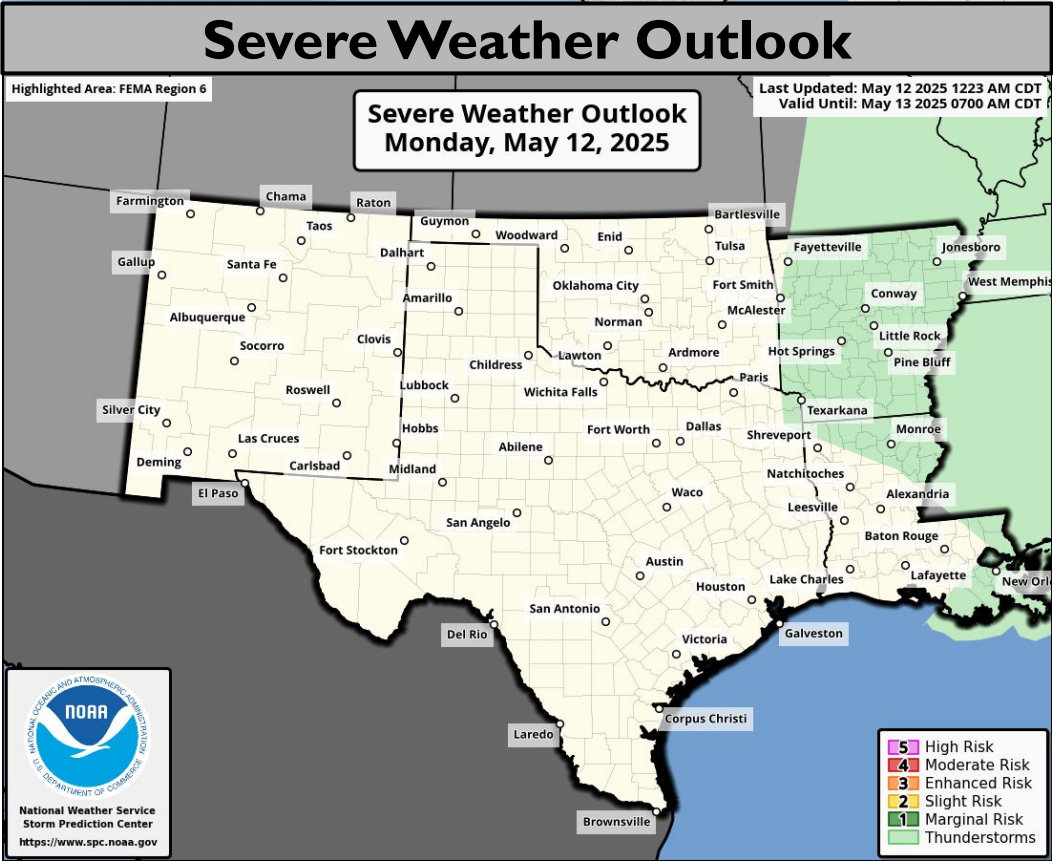 Severe Weather Outlook
Highlighted Area: FEMA Region 6
Last Updated: May 12 2025 1223 AM CDT
Valid Until: May 13 2025 0700 AM CDT
Severe Weather Outlook
Monday, May 12, 2025
Farmington
Chama
Raton
Taos
Guymon
Woodward
Enid
Bartlesville
Tulsa
Fayetteville
Jonesboro
Gallup
Santa Fe
Dalhart
Oklahoma City
Fort Smith
Conway
West Memphis
Albuquerque
Amarillo
Norman
McAlester
Little Rock
Socorro
Clovis
Childress
Lawton
Ardmore
Hot Springs
Pine Bluff
Roswell
Lubbock
Wichita Falls
Paris
Texarkana
Silver City
Las Cruces
Hobbs
Abilene
Fort Worth
Dallas
Shreveport
Monroe
Deming
Carlsbad
Midland
Natchitoches
El Paso
Waco
Leesville
Alexandria
San Angelo
Fort Stockton
Baton Rouge
Austin
Houston
Lake Charles
Lafayette
New Orl
San Antonio
Del Rio
Galveston
Victoria
Corpus Christi
Laredo
Brownsville
NATIONAL OCEANIC AND ATMOSPHERIC ADMINISTRATION
NOAA
U.S. DEPARTMENT OF COMMERCE
National Weather Service
Storm Prediction Center
https://www.spc.noaa.gov
5 High Risk
4 Moderate Risk
3 Enhanced Risk
2 Slight Risk
1 Marginal Risk
Thunderstorms